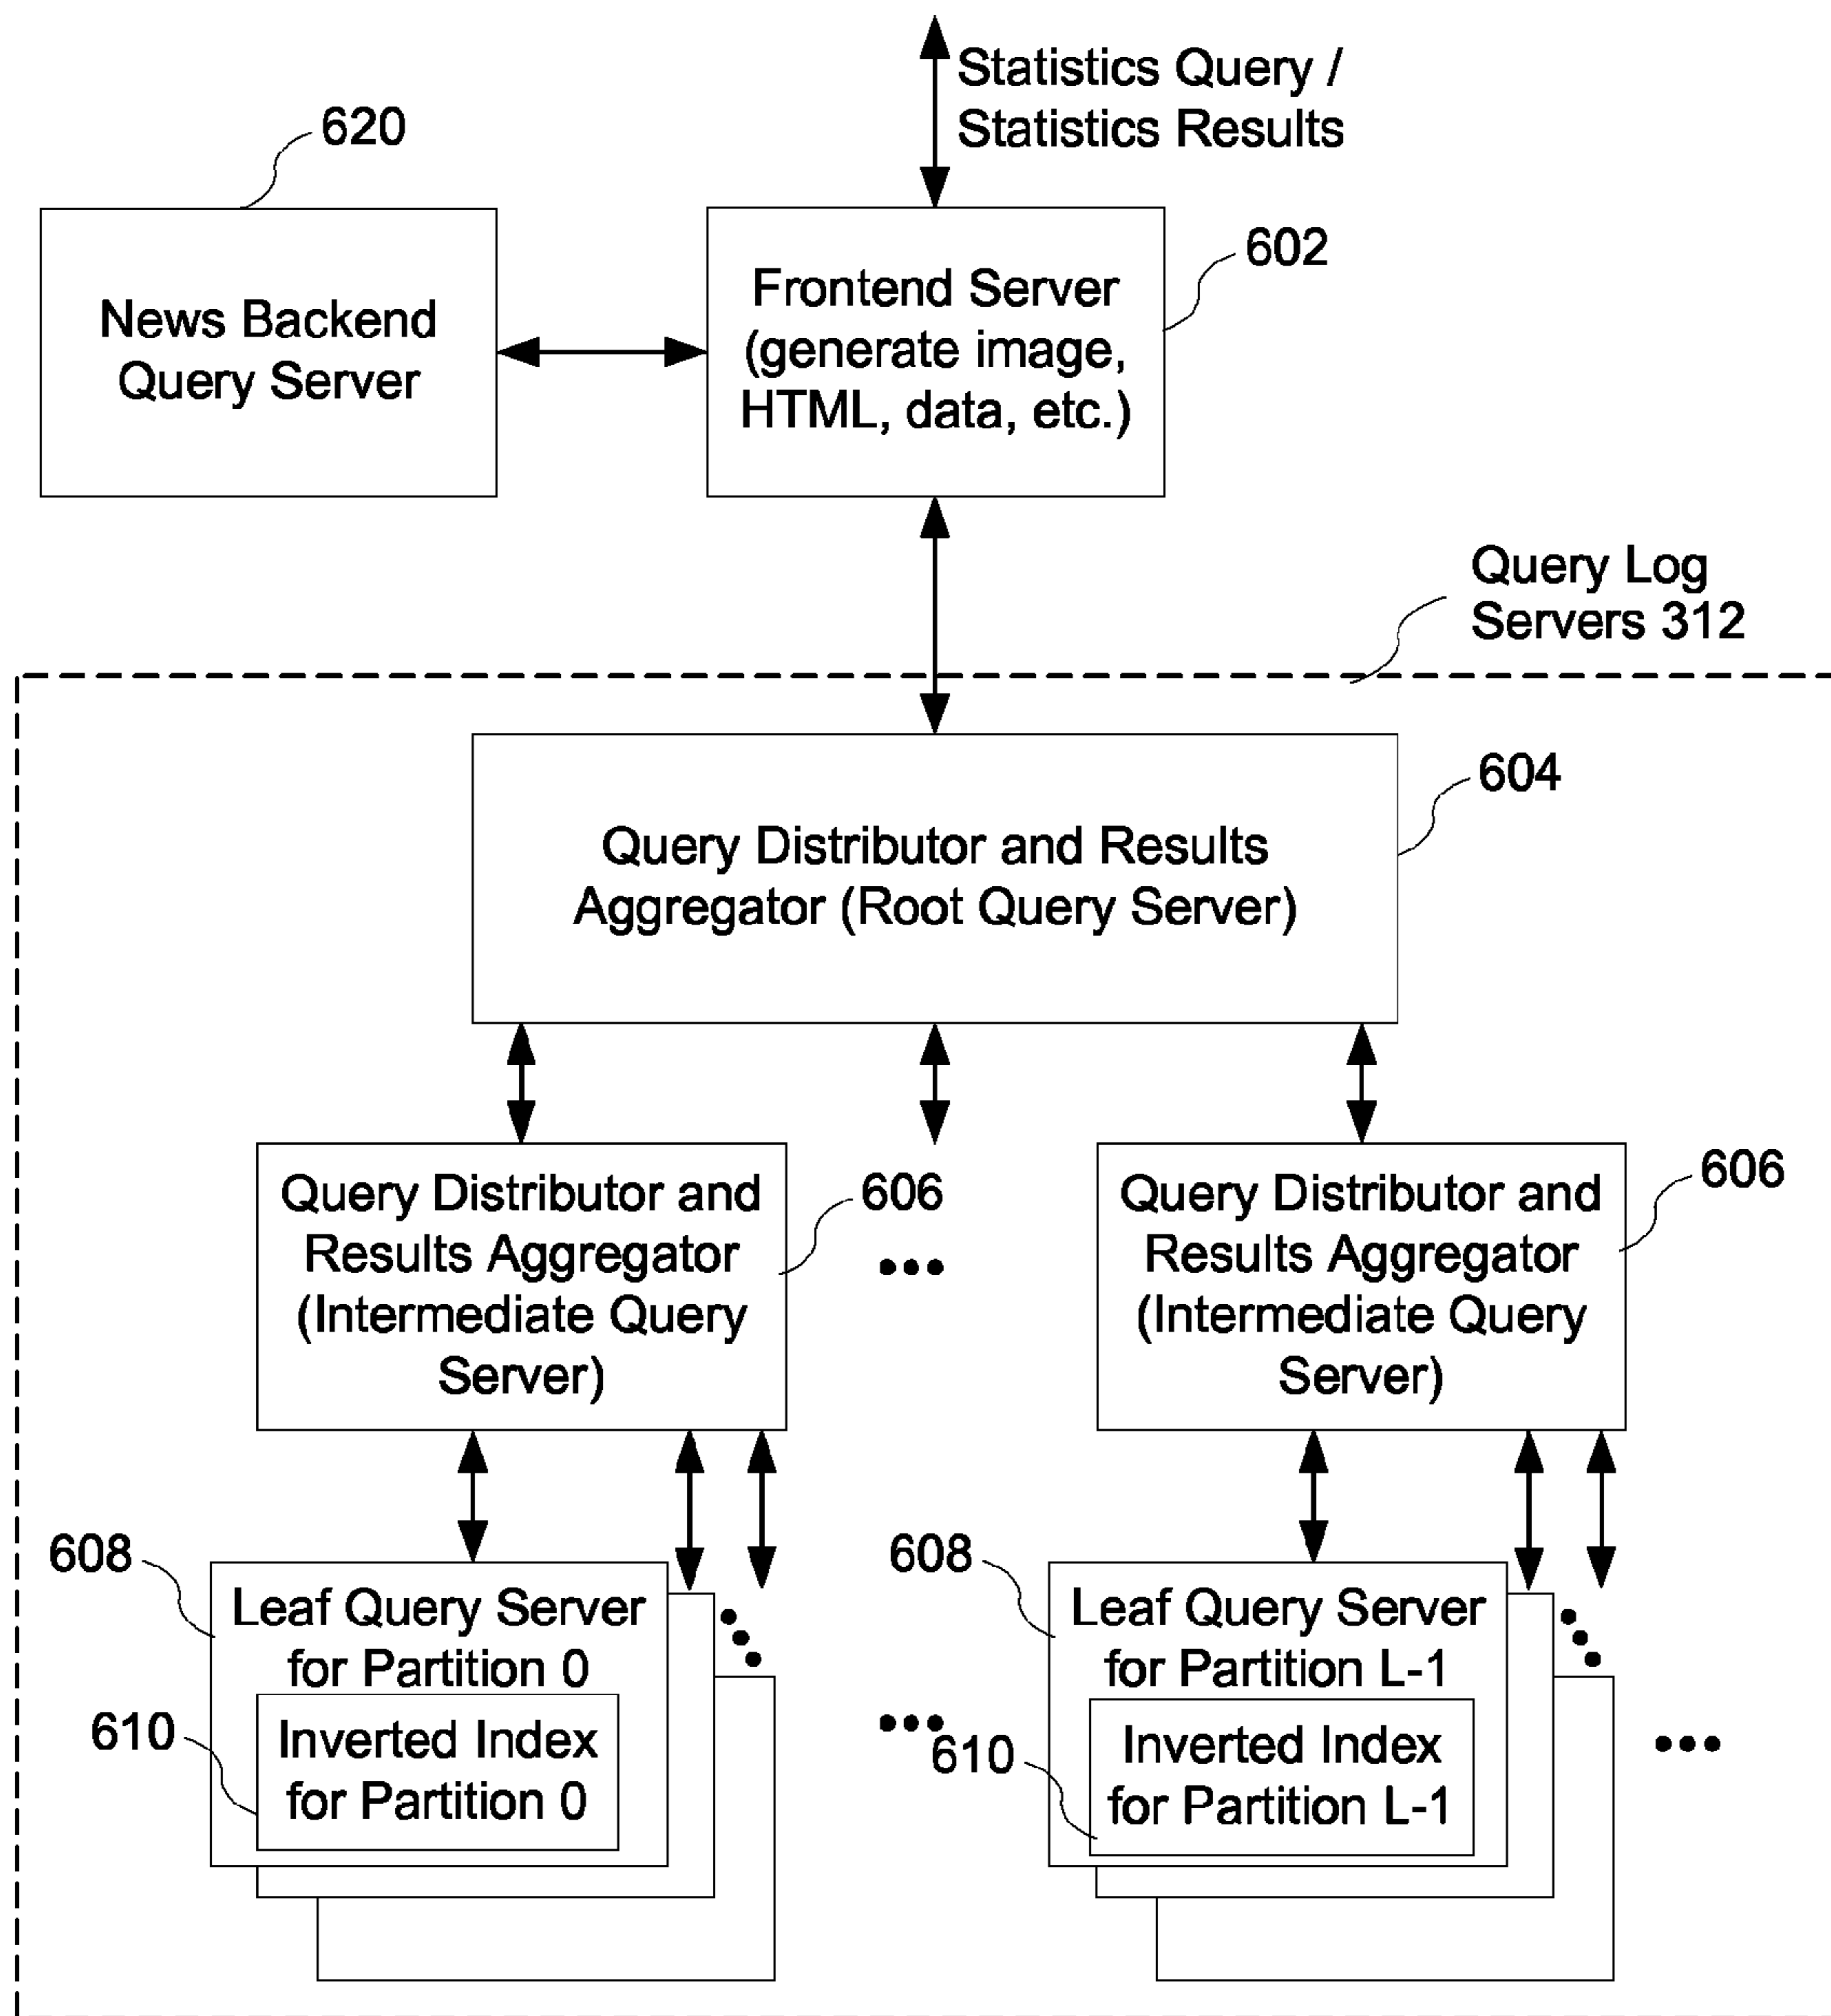 Statistics Query /
Statistics Results
620
602
News Backend
Query Server
Frontend Server
(generate image,
HTML, data, etc.)
Query Log
Servers 312
604
Query Distributor and Results
Aggregator (Root Query Server)
606
606
Query Distributor and
Results Aggregator
(Intermediate Query
Server)
...
Query Distributor and
Results Aggregator
(Intermediate Query
Server)
608
Leaf Query Server
for Partition 0
610
Inverted Index
for Partition 0
...
608
Leaf Query Server
for Partition L-1
610
Inverted Index
for Partition L-1
...